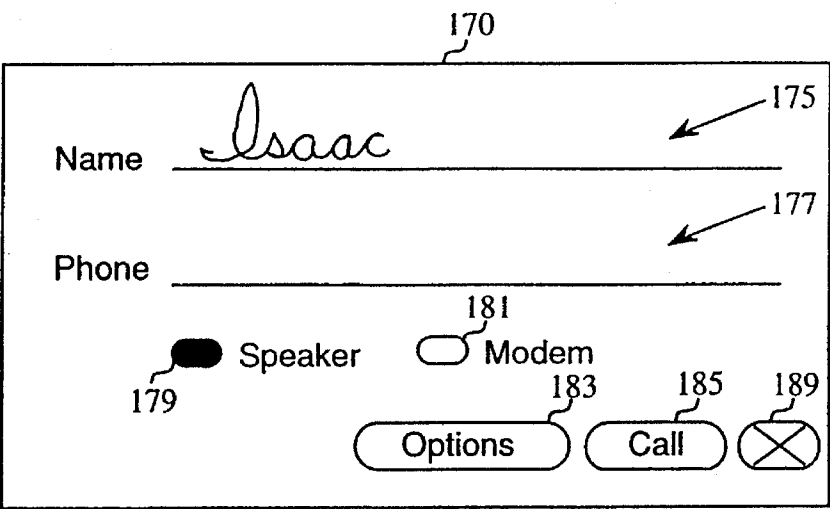 170
Isaac
175
Name
177
Phone
181
Speaker Modem
179
183 185 189
Options Call